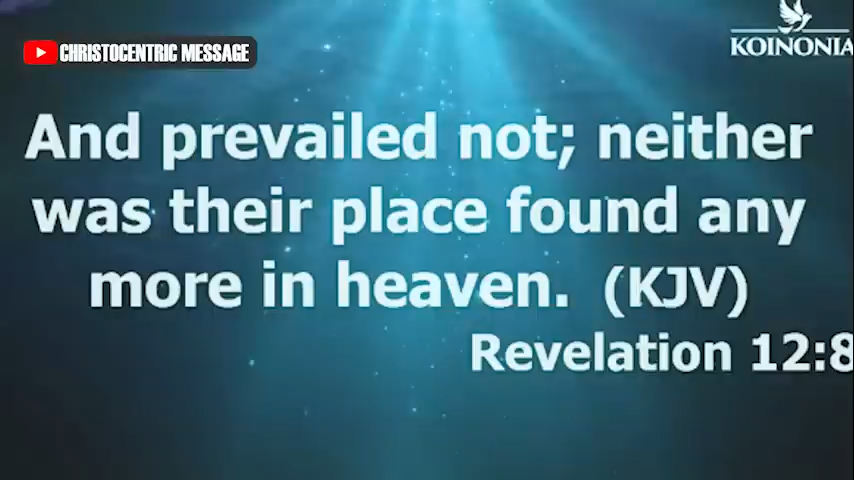 CHRISTOCENTRIC MESSAGE
KOINONIA
And prevailed not; neither
was their place found any
more in heaven. (KJV)
Revelation 12:8